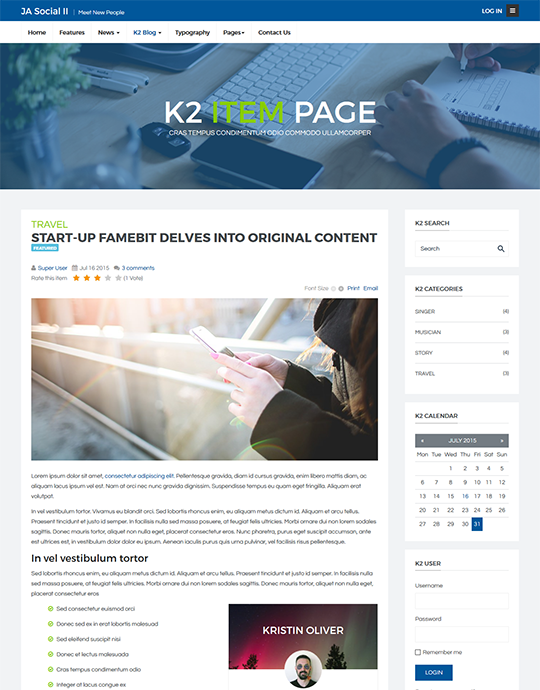 JA Social II | Meet New People
LOG IN
Home Features News K2 Blog Typography Pages Contact Us
K2 ITEM PAGE
CRAS TEMPUS CONDIMENTUM ODIO COMMODO ULLAMCORPER
TRAVEL
START-UP FAMEBIT DELVES INTO ORIGINAL CONTENT
FEATURED
Super User Jul 16 2015 3 comments
Rate this item (1 Vote)
Font Size Print Email
Lorem ipsum dolor sit amet, consectetur adipiscing elit. Pellentesque gravida, diam id cursus gravida, enim libero mattis diam, ac
aliquam lacus ipsum vel est. Nam at orci nec nunc gravida dignissim. Suspendisse tempus eu quam eget fringilla. Aliquam erat
volutpat.
In vel vestibulum tortor. Vivamus eu blandit orci. Sed lobortis rhoncus enim, eu aliquam metus dictum id. Aliquam et arcu tellus.
Praesent tincidunt et justo id semper. In facilisis nulla sed massa posuere, at feugiat felis ultricies. Morbi ornare dui non lorem sodales
sagittis. Donec mauris tortor, aliquet non nulla eget, placerat consectetur eros. Nunc pharetra, purus eget suscipit accumsan, ante
est ultrices est, in vestibulum dolor dolor eu ipsum. Aenean iaculis purus quis urna pulvinar, vel facilisis risus pellentesque.
In vel vestibulum tortor
Sed lobortis rhoncus enim, eu aliquam metus dictum id. Aliquam et arcu tellus. Praesent tincidunt et justo id semper. In facilisis nulla
sed massa posuere, at feugiat felis ultricies. Morbi ornare dui non lorem sodales sagittis. Donec mauris tortor, aliquet non nulla eget,
placerat consectetur eros.
Sed consectetur euismod orci
Donec sed ex in erat lobortis malesuad
Sed eleifend suscipit nisi
Donec et lectus malesuada
Cras tempus condimentum odio
Integer at lacus congue ex
KRISTIN OLIVER
K2 SEARCH
Search
K2 CATEGORIES
SINGER (4)
MUSICIAN (3)
STORY (4)
TRAVEL (3)
K2 CALENDAR
« JULY 2015 »
Mon Tue Wed Thu Fri Sat Sun
1 2 3 4 5
6 7 8 9 10 11 12
13 14 15 16 17 18 19
20 21 22 23 24 25 26
27 28 29 30 31
K2 USER
Username
Password
Remember me
LOGIN